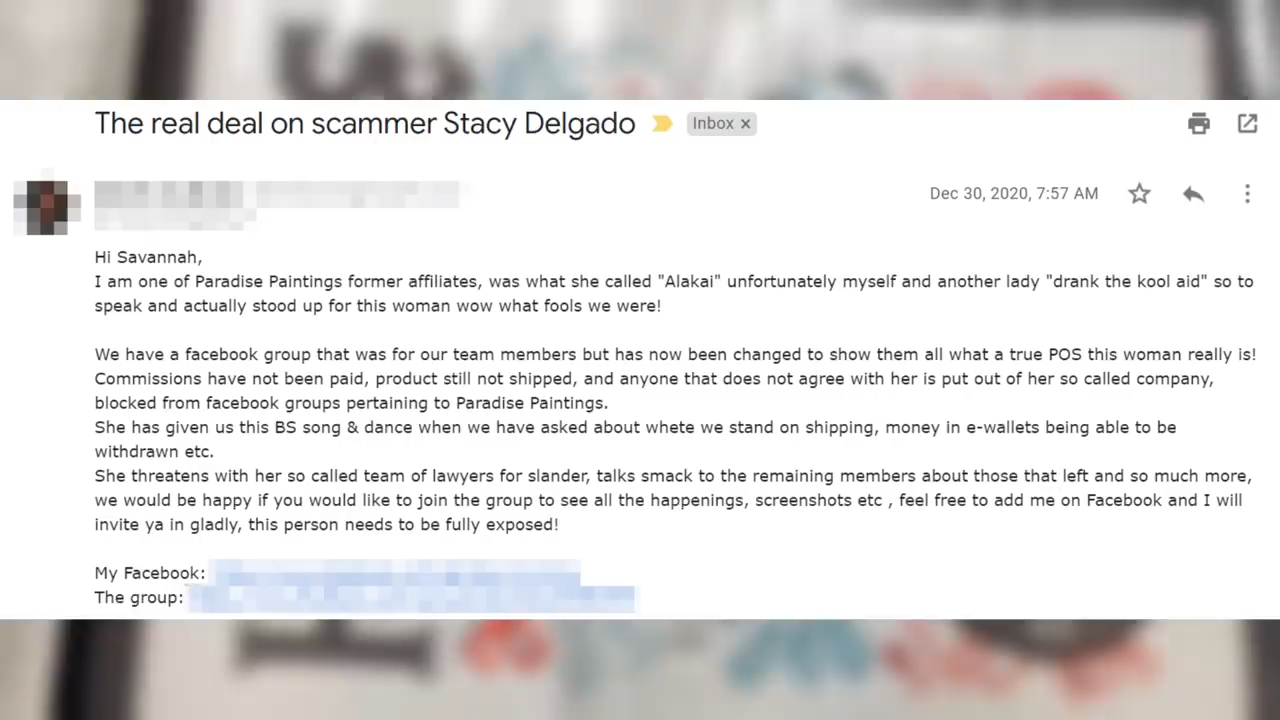 The real deal on scammer Stacy Delgado
Inbox x
Dec 30, 2020, 7:57 AM
Hi Savannah,
I am one of Paradise Paintings former affiliates, was what she called "Alakai" unfortunately myself and another lady "drank the kool aid" so to
speak and actually stood up for this woman wow what fools we were!
We have a facebook group that was for our team members but has now been changed to show them all what a true POS this woman really is!
Commissions have not been paid, product still not shipped, and anyone that does not agree with her is put out of her so called company,
blocked from facebook groups pertaining to Paradise Paintings.
She has given us this BS song & dance when we have asked about whete we stand on shipping, money in e-wallets being able to be
withdrawn etc.
She threatens with her so called team of lawyers for slander, talks smack to the remaining members about those that left and so much more,
we would be happy if you would like to join the group to see all the happenings, screenshots etc , feel free to add me on Facebook and I will
invite ya in gladly, this person needs to be fully exposed!
My Facebook:
The group: